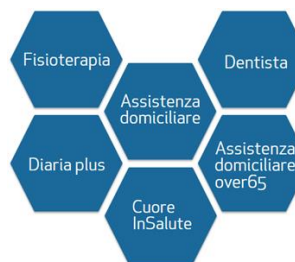 Fisioterapia
Dentista
Assistenza
domiciliare
Diaria plus
Assistenza
domiciliare
over65
Cuore
InSalute